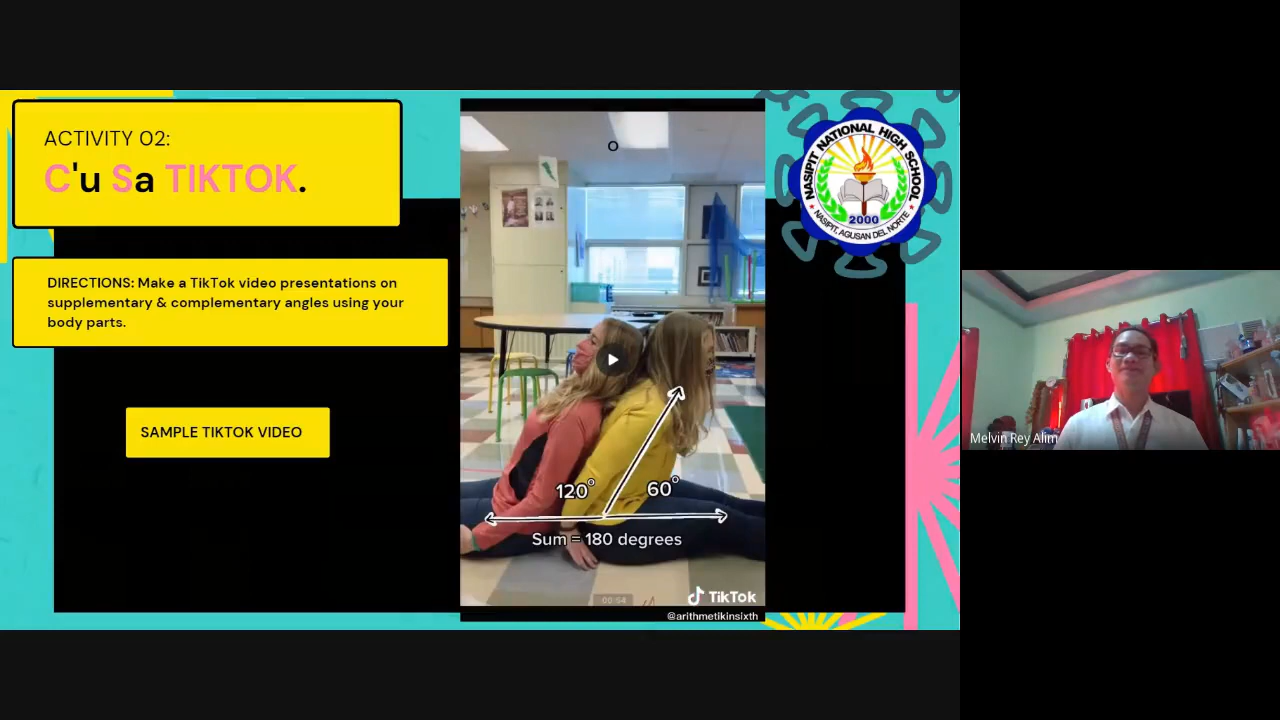 ACTIVITY 02:
C'u Sa TIKTOK.
DIRECTIONS: Make a TikTok video presentations on
supplementary & complementary angles using your
body parts.
SAMPLE TIKTOK VIDEO
120°
60°
Sum = 180 degrees
00:54
TikTok
@arithmetikinsixth
NASIPIT NATIONAL HIGH SCHOOL
2000
NASIPIT, AGUSAN DEL NORTE
Melvin Rey Alim